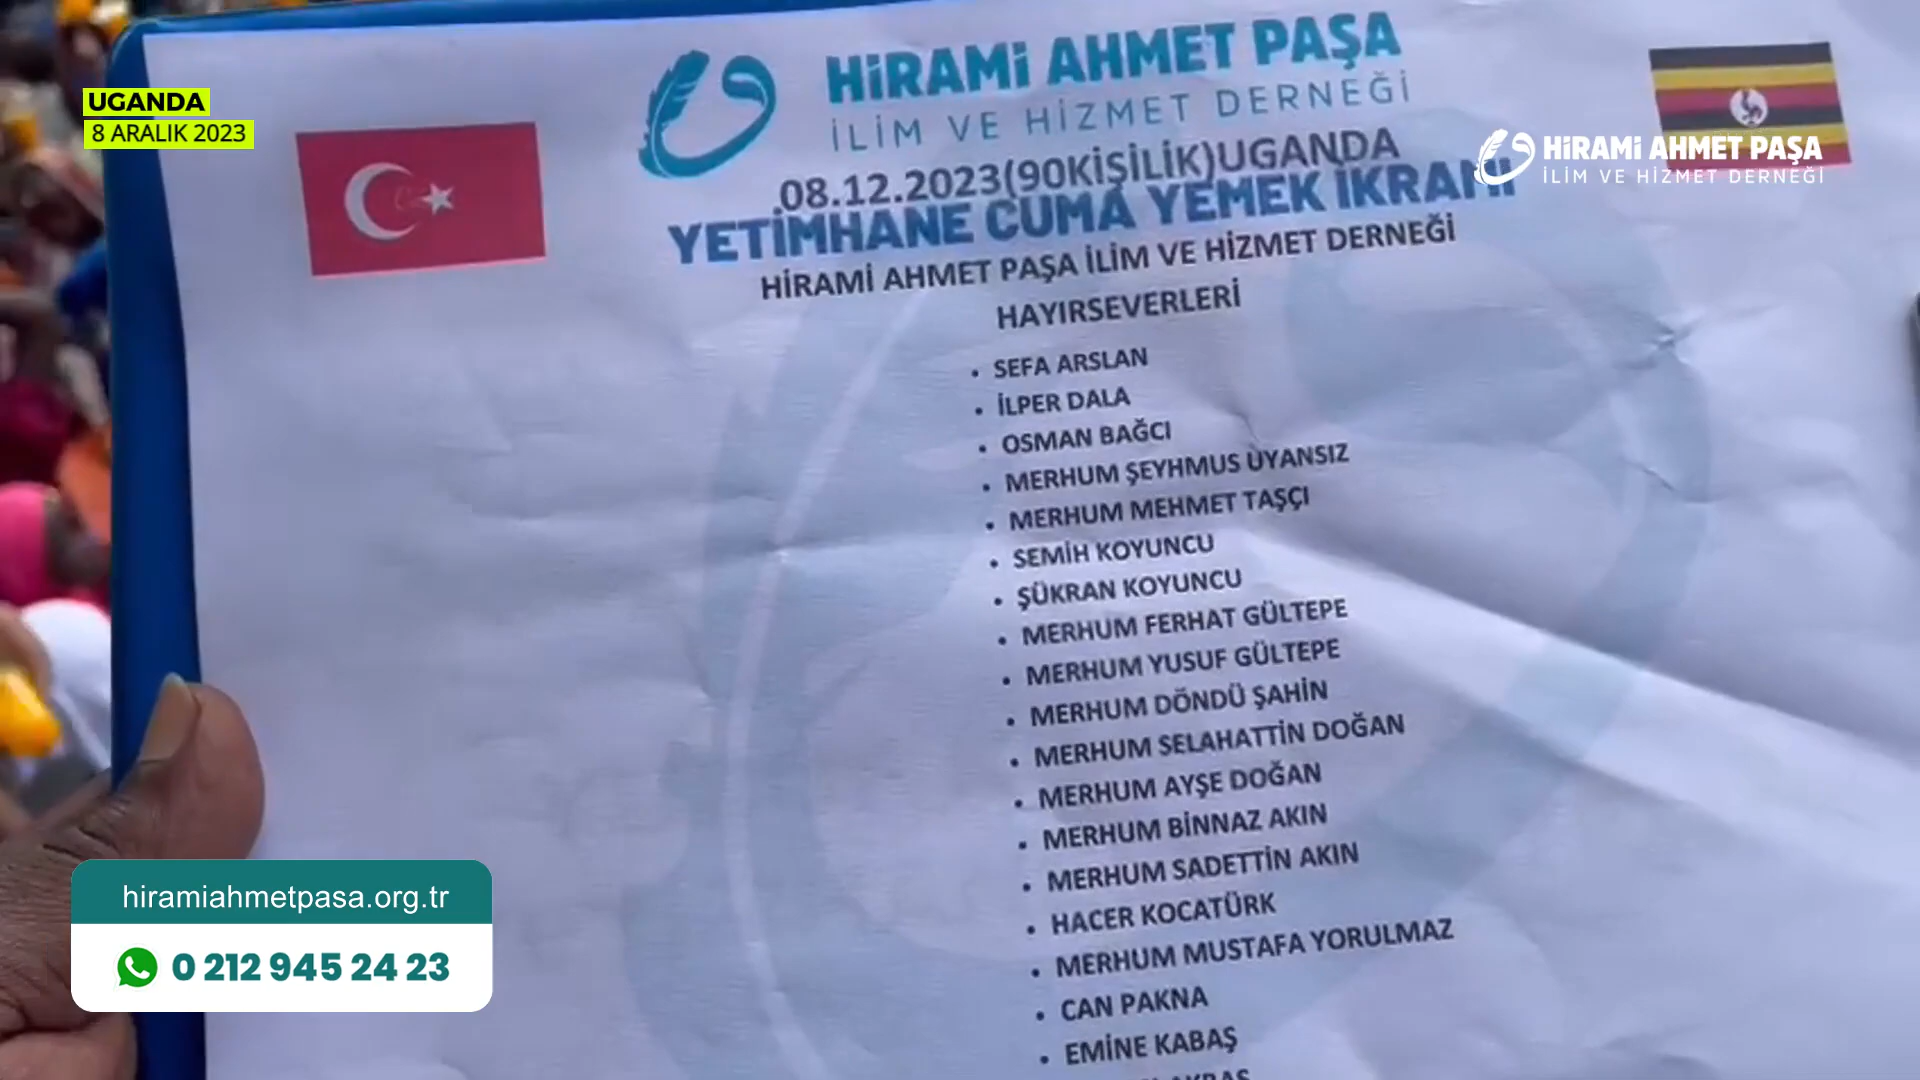 UGANDA
8 ARALIK 2023
HİRAMİ AHMET PAŞA
İLİM VE HİZMET DERNEĞİ
08.12.2023(90KİŞİLİK)UGANDA
YETİMHANE CUMA YEMEK İKRAMI
HİRAMİ AHMET PAŞA İLİM VE HİZMET DERNEĞİ
HAYIRSEVERLERİ
HİRAMİ AHMET PAŞA
İLİM VE HİZMET DERNEĞİ
• SEFA ARSLAN
• İLPER DALA
• OSMAN BAĞCI
• MERHUM ŞEYHMUS UYANSIZ
• MERHUM MEHMET TAŞÇI
• SEMİH KOYUNCU
• ŞÜKRAN KOYUNCU
• MERHUM FERHAT GÜLTEPE
• MERHUM YUSUF GÜLTEPE
• MERHUM DÖNDÜ ŞAHİN
• MERHUM SELAHATTİN DOĞAN
• MERHUM AYŞE DOĞAN
• MERHUM BİNNAZ AKIN
• MERHUM SADETTİN AKIN
• HACER KOCATÜRK
• MERHUM MUSTAFA YORULMAZ
• CAN PAKNA
• EMİNE KABAŞ
hiramiahmetpasa.org.tr
0 212 945 24 23